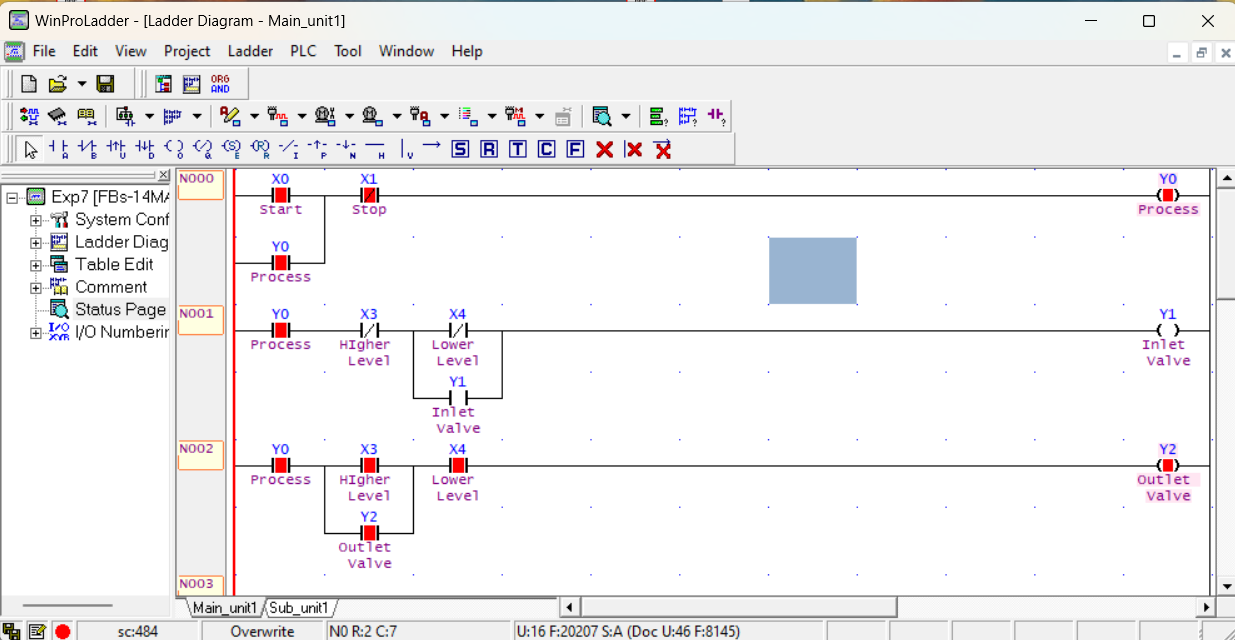 WinProLadder - [Ladder Diagram - Main_unit1]
File Edit View Project Ladder PLC Tool Window Help
ORG
AND
A B U D O Q E R I P N H V S R T C F
Exp7 [FBs-14MA
System Conf
Ladder Diag
Table Edit
Comment
Status Page
I/O Numberin
N000 X0 X1 Y0
Start Stop Process
Y0
Process
N001 Y0 X3 X4 Y1
Process HIgher Lower Inlet
Level Level Valve
Y1
Inlet
Valve
N002 Y0 X3 X4 Y2
Process HIgher Lower Outlet
Level Level Valve
Y2
Outlet
Valve
N003
Main_unit1 Sub_unit1
sc:484 Overwrite N0 R:2 C:7 U:16 F:20207 S:A (Doc U:46 F:8145)